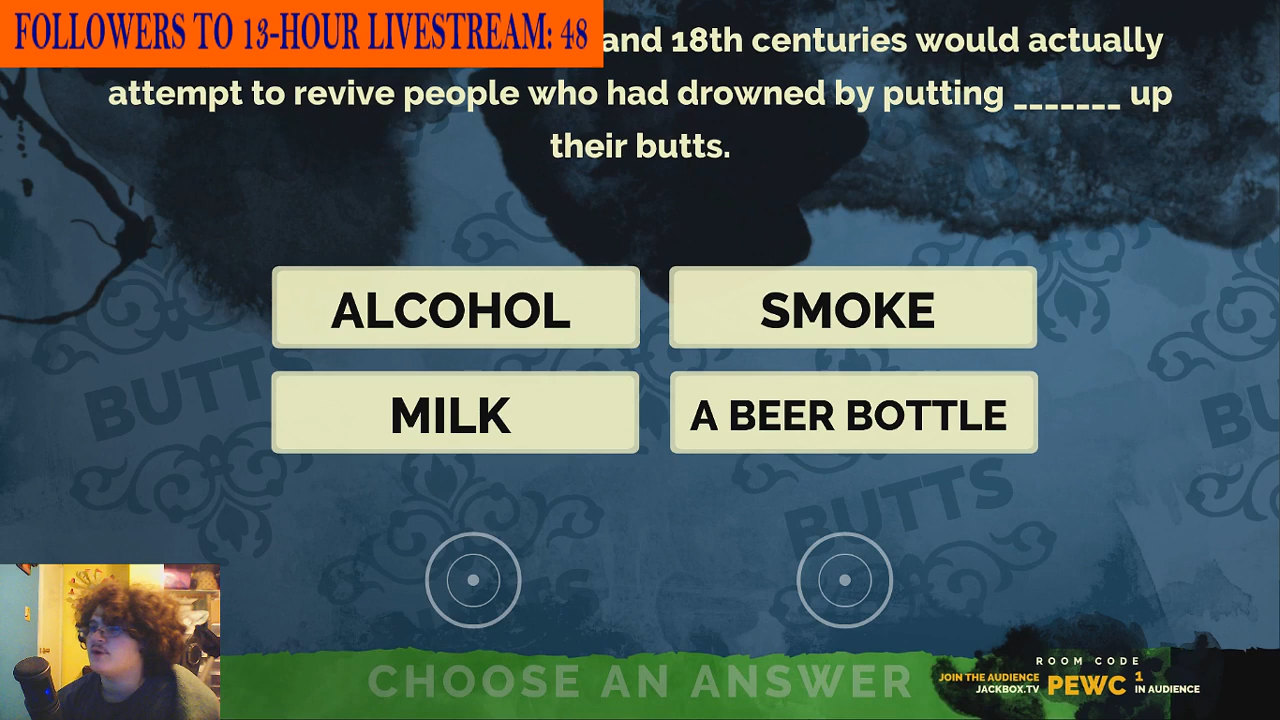 FOLLOWERS TO 13-HOUR LIVESTREAM: 48
and 18th centuries would actually
attempt to revive people who had drowned by putting _______ up
their butts.
ALCOHOL
SMOKE
MILK
A BEER BOTTLE
BUTTS
BUTTS
CHOOSE AN ANSWER
ROOM CODE
JOIN THE AUDIENCE
JACKBOX.TV
PEWC
1
IN AUDIENCE